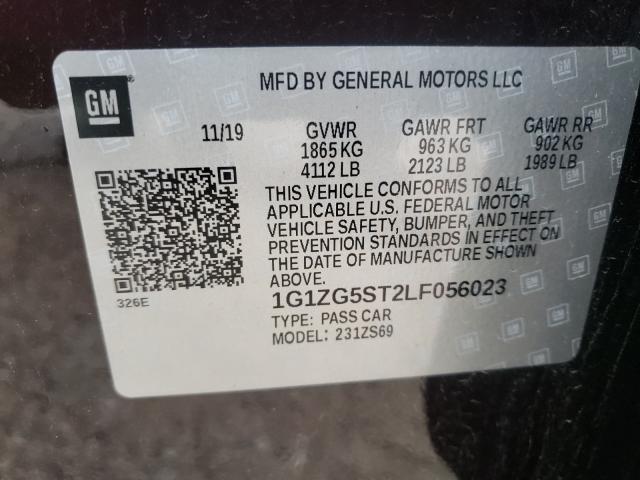 GM
MFD BY GENERAL MOTORS LLC
11/19 GVWR GAWR FRT GAWR RR
1865 KG 963 KG 902 KG
4112 LB 2123 LB 1989 LB
THIS VEHICLE CONFORMS TO ALL
APPLICABLE U.S. FEDERAL MOTOR
VEHICLE SAFETY, BUMPER, AND THEFT
PREVENTION STANDARDS IN EFFECT ON
THE DATE OF MANUFACTURE SHOWN
ABOVE.
326E
1G1ZG5ST2LF056023
TYPE: PASS CAR
MODEL: 231ZS69